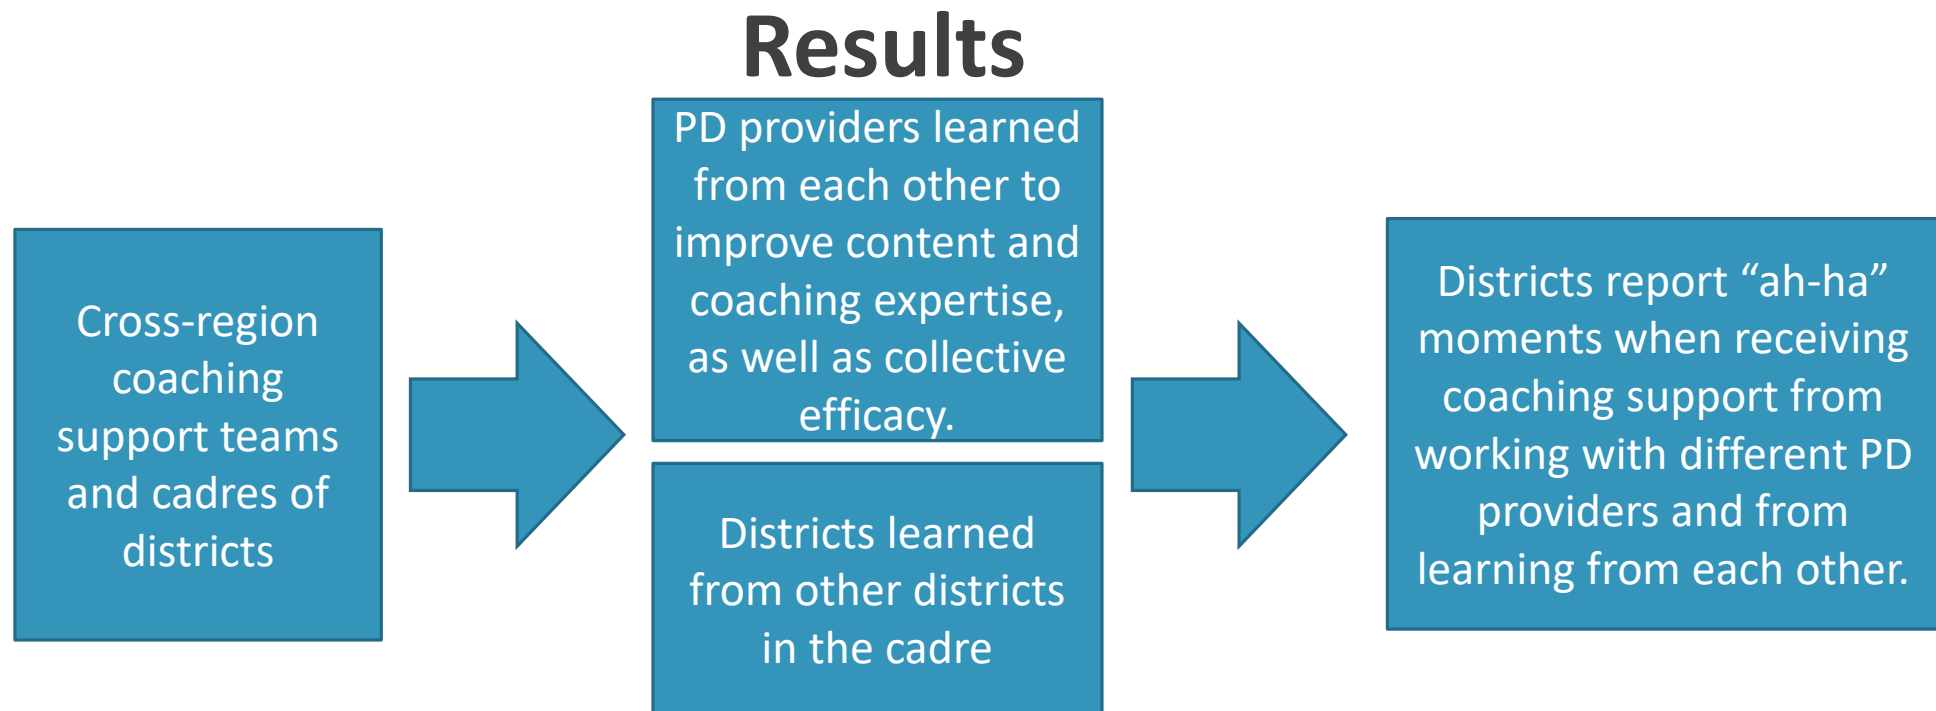 Results
Cross-region
coaching
support teams
and cadres of
districts
PD providers learned
from each other to
improve content and
coaching expertise,
as well as collective
efficacy.
Districts learned
from other districts
in the cadre
Districts report “ah-ha”
moments when receiving
coaching support from
working with different PD
providers and from
learning from each other.